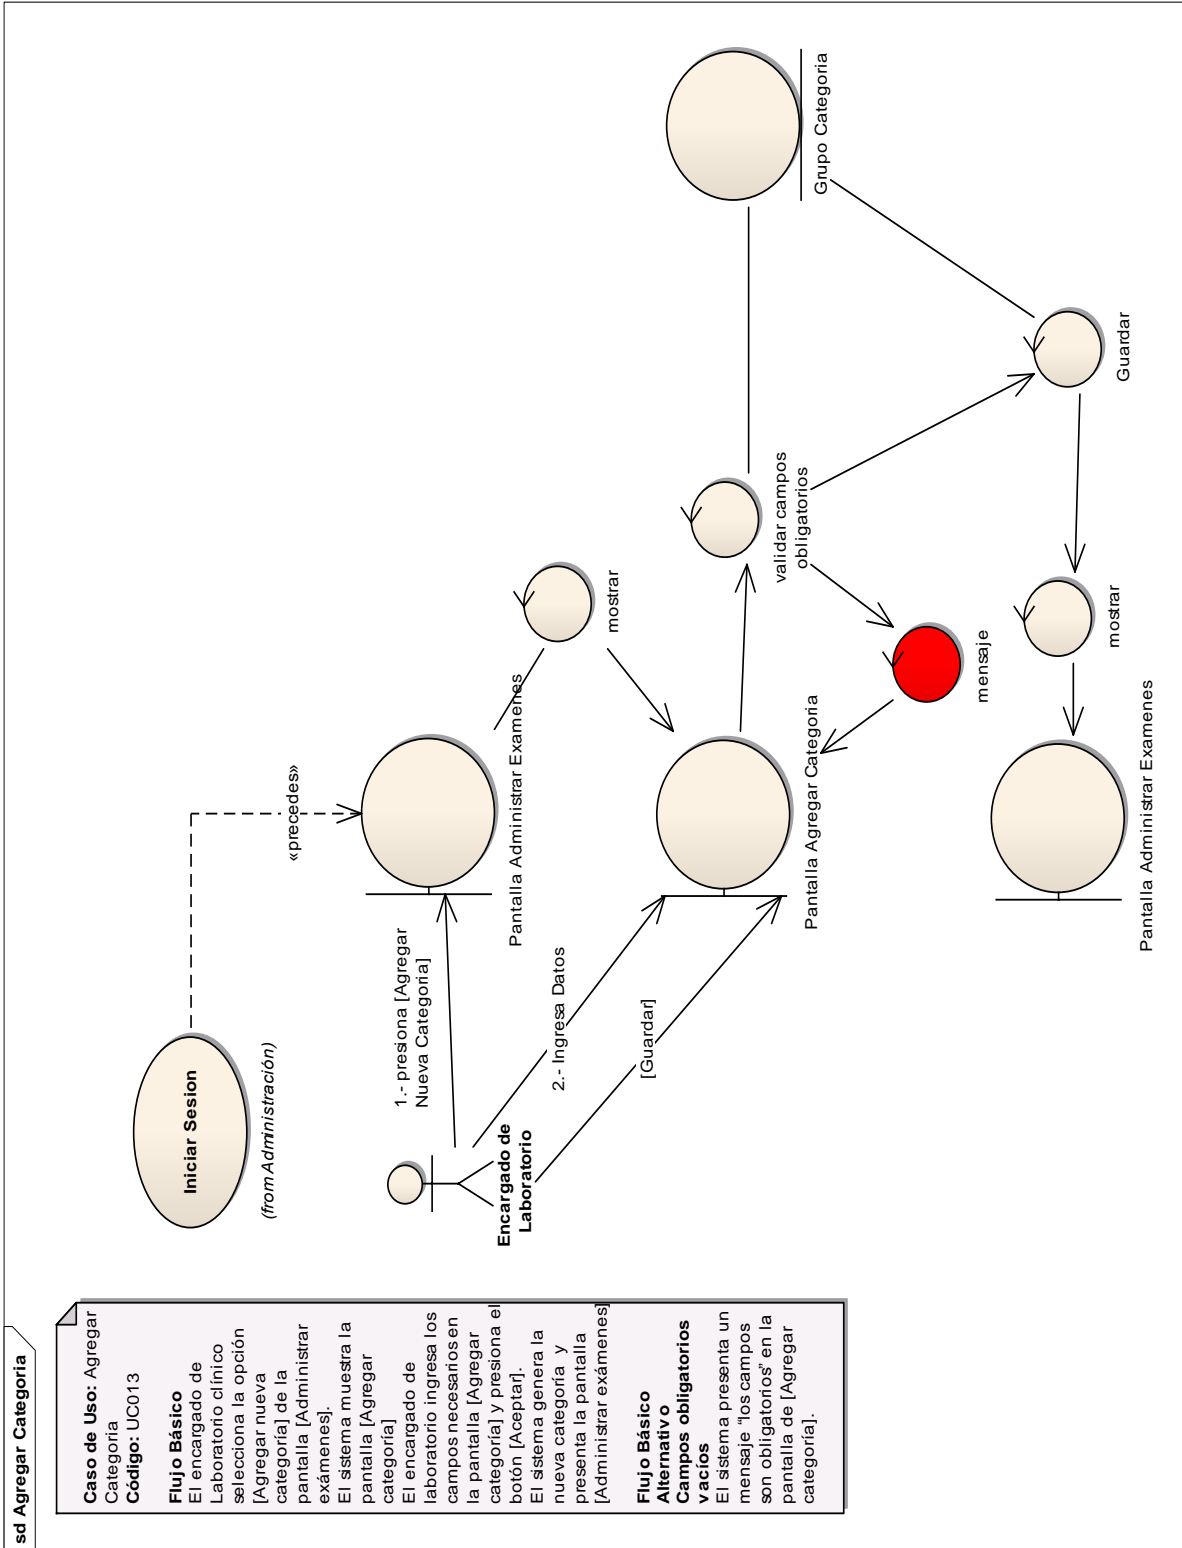 sd Agregar Categoria
Caso de Uso: Agregar
Categoria
Código: UC013
Flujo Básico
El encargado de
Laboratorio clínico
selecciona la opción
[Agregar nueva
categoría] de la
pantalla [Administrar
exámenes].
El sistema muestra la
pantalla [Agregar
categoría]
El encargado de
laboratorio ingresa los
campos necesarios en
la pantalla [Agregar
categoría] y presiona el
botón [Aceptar].
El sistema genera la
nueva categoría y
presenta la pantalla
[Administrar exámenes]
Flujo Básico
Alternativo
Campos obligatorios
vacíos
El sistema presenta un
mensaje “los campos
son obligatorios” en la
pantalla de [Agregar
categoría].
Iniciar Sesion
(from Administración)
«precedes»
Encargado de
Laboratorio
1.- presiona [Agregar
Nueva Categoria]
2.- Ingresa Datos
[Guardar]
Pantalla Administrar Examenes
mostrar
Pantalla Agregar Categoria
validar campos
obligatorios
mensaje
Grupo Categoria
Guardar
mostrar
Pantalla Administrar Examenes